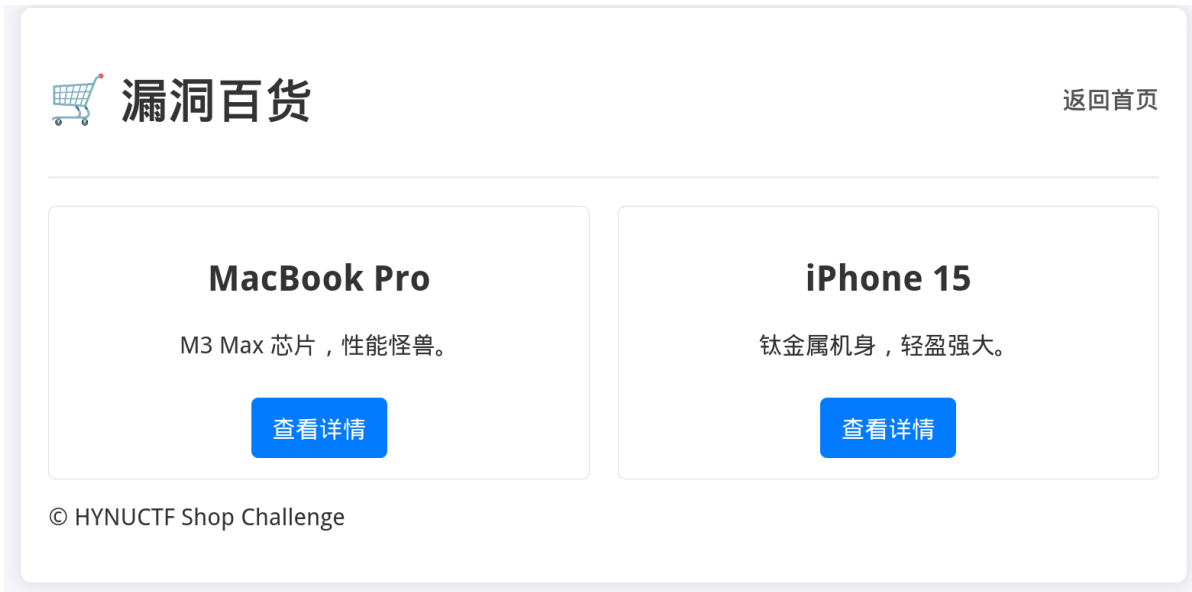 漏洞百货
返回首页
MacBook Pro
M3 Max 芯片，性能怪兽。
查看详情
iPhone 15
钛金属机身，轻盈强大。
查看详情
© HYNUCTF Shop Challenge